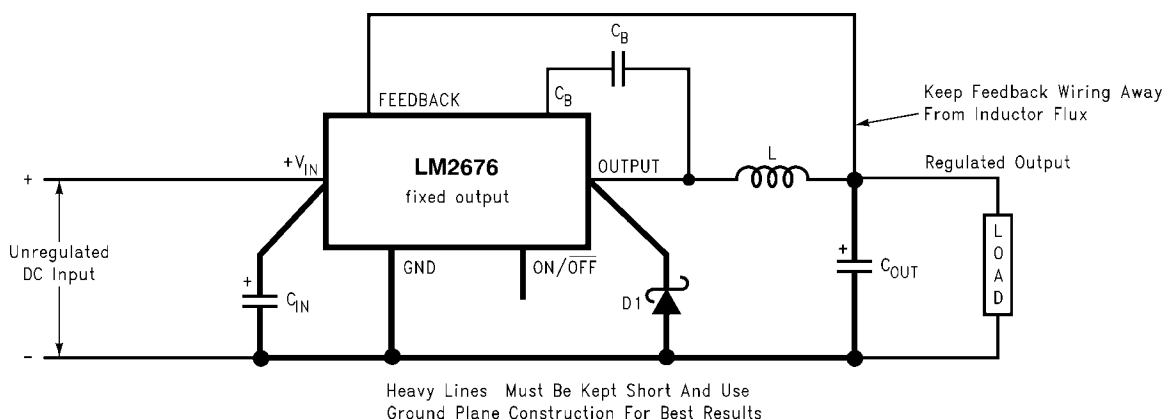 C_B
FEEDBACK
C_B
Keep Feedback Wiring Away
From Inductor Flux
+V_IN
LM2676
fixed output
OUTPUT
L
Regulated Output
+
Unregulated
DC Input
+
C_IN
GND
ON/O̅F̅F̅
D1
+
C_OUT
LOAD
−
Heavy Lines Must Be Kept Short And Use
Ground Plane Construction For Best Results